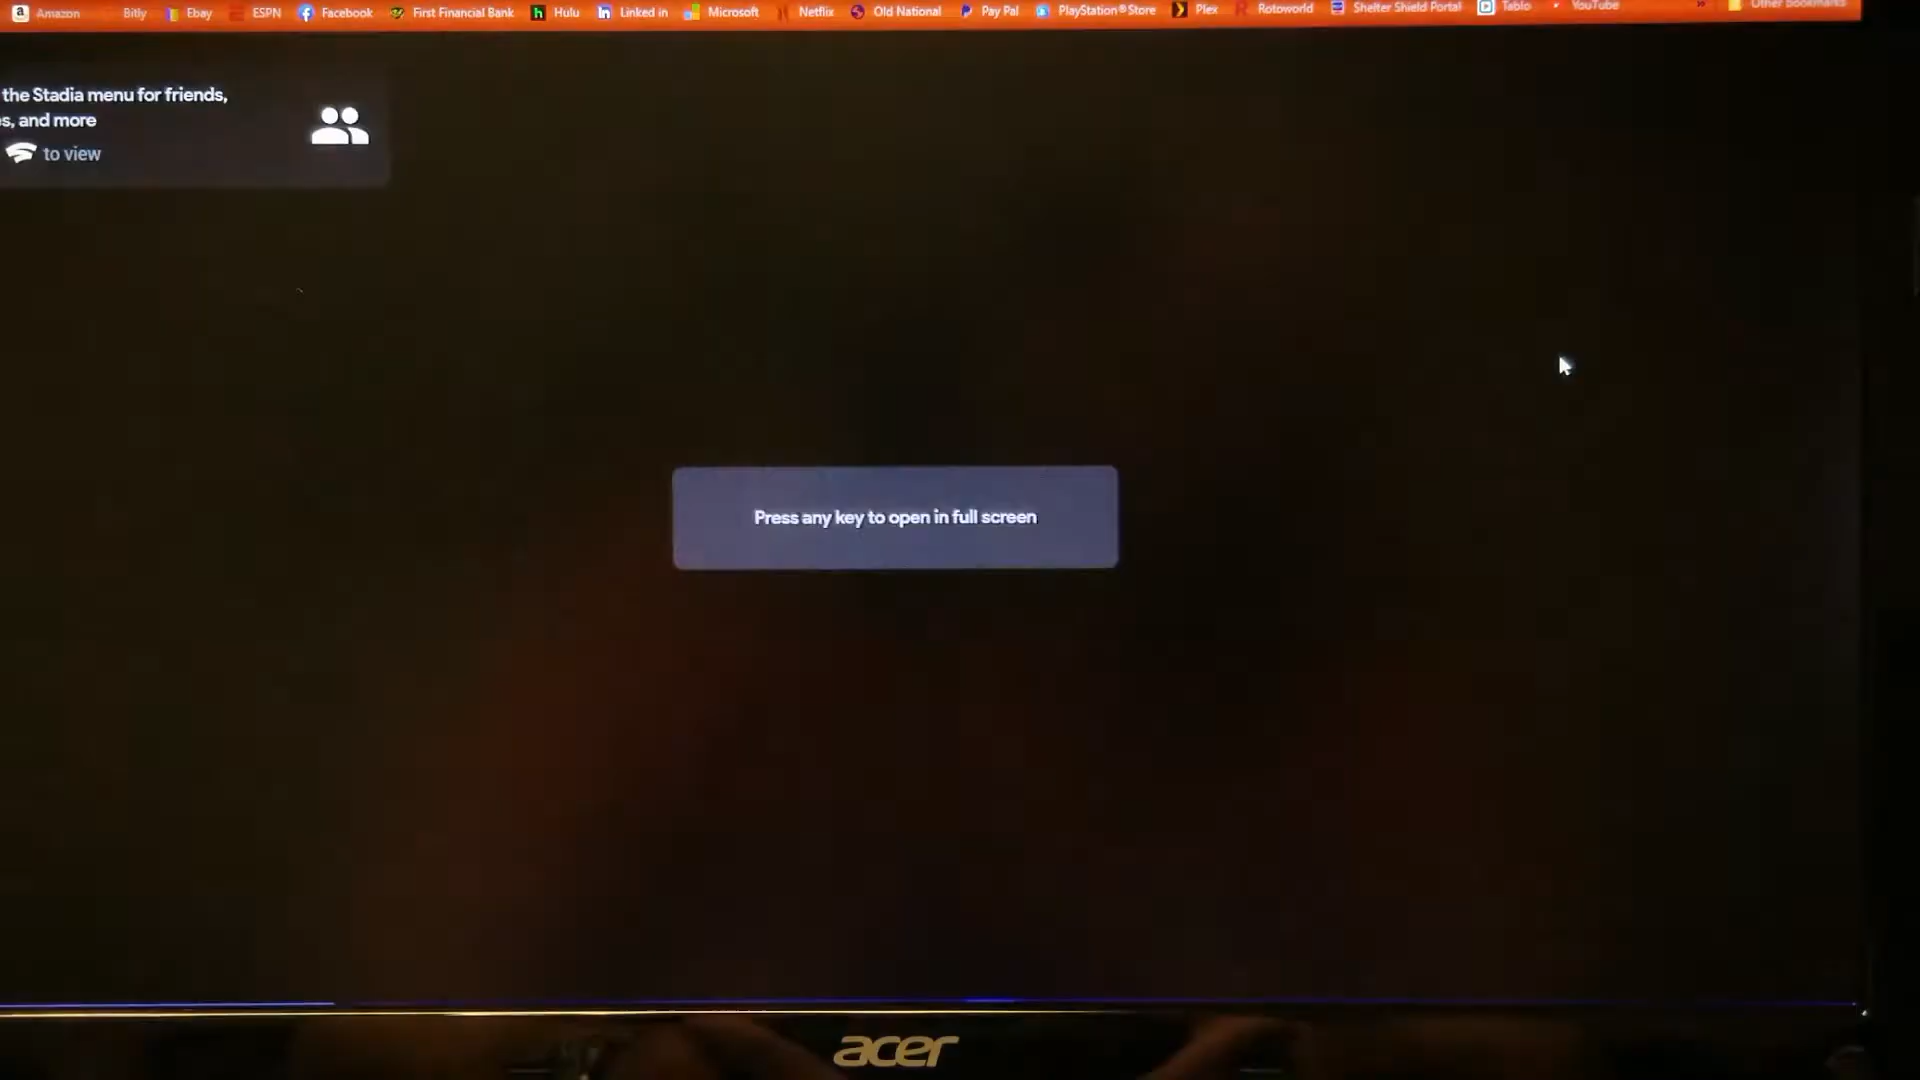 Amazon Bitly Ebay ESPN Facebook First Financial Bank Hulu Linked in Microsoft Netflix Old National Pay Pal PlayStation®Store Plex Rotoworld Shelter Shield Portal Tablo YouTube » Other bookmarks
the Stadia menu for friends,
s, and more
to view
Press any key to open in full screen
acer